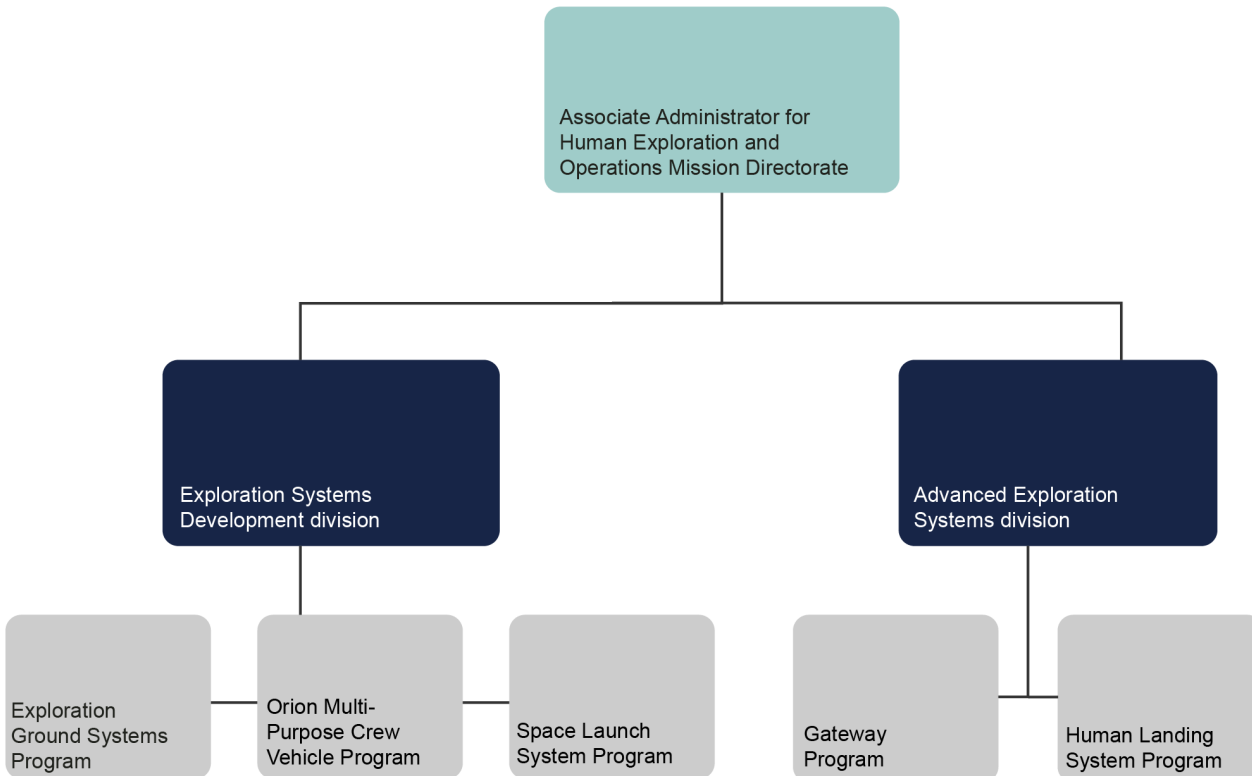 Associate Administrator for
Human Exploration and
Operations Mission Directorate
Exploration Systems
Development division
Advanced Exploration
Systems division
Exploration
Ground Systems
Program
Orion Multi-
Purpose Crew
Vehicle Program
Space Launch
System Program
Gateway
Program
Human Landing
System Program